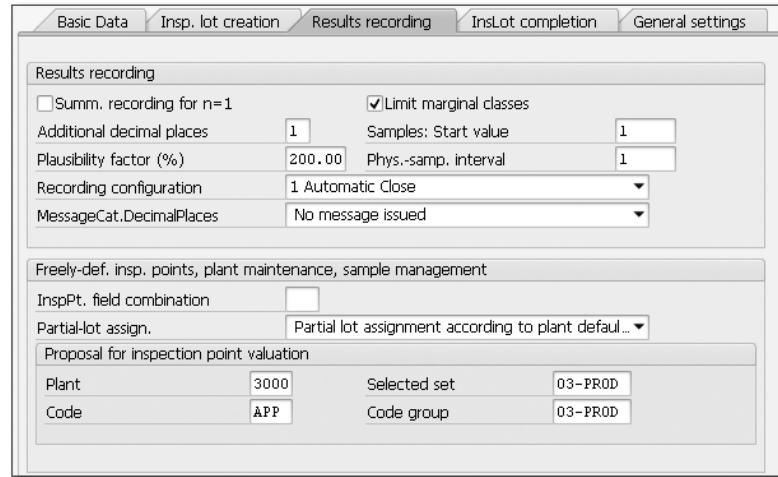 Basic Data Insp. lot creation Results recording InsLot completion General settings
Results recording
Summ. recording for n=1 Limit marginal classes
Additional decimal places 1 Samples: Start value 1
Plausibility factor (%) 200.00 Phys.-samp. interval 1
Recording configuration 1 Automatic Close
MessageCat.DecimalPlaces No message issued
Freely-def. insp. points, plant maintenance, sample management
InspPt. field combination
Partial-lot assign. Partial lot assignment according to plant defaul...
Proposal for inspection point valuation
Plant 3000 Selected set 03-PROD
Code APP Code group 03-PROD